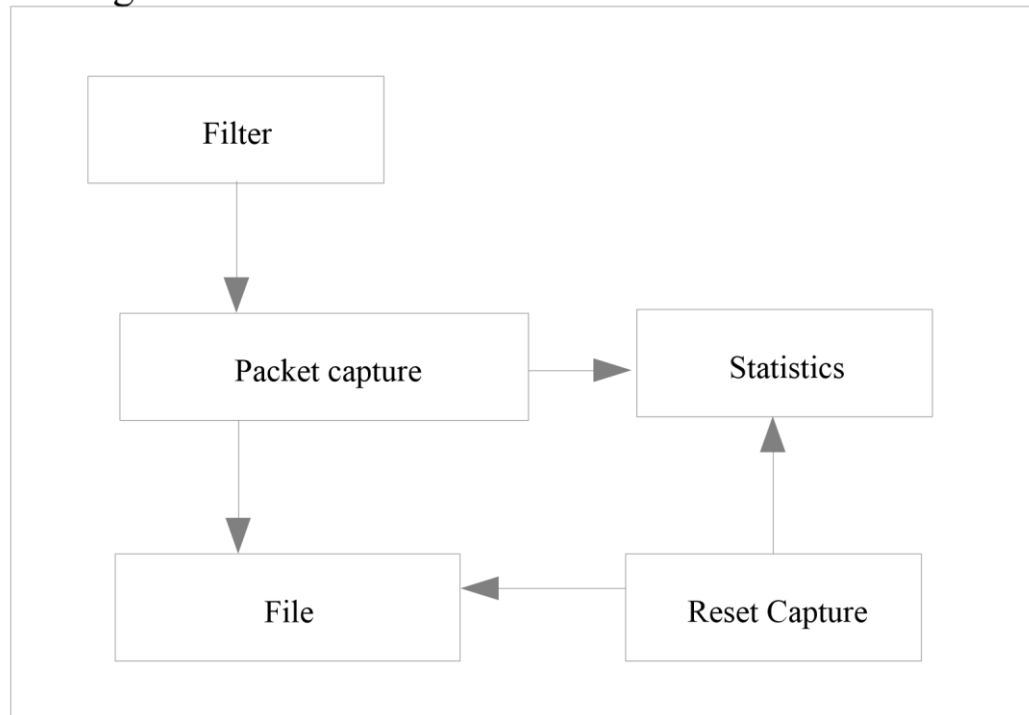 Filter
Packet capture
Statistics
File
Reset Capture